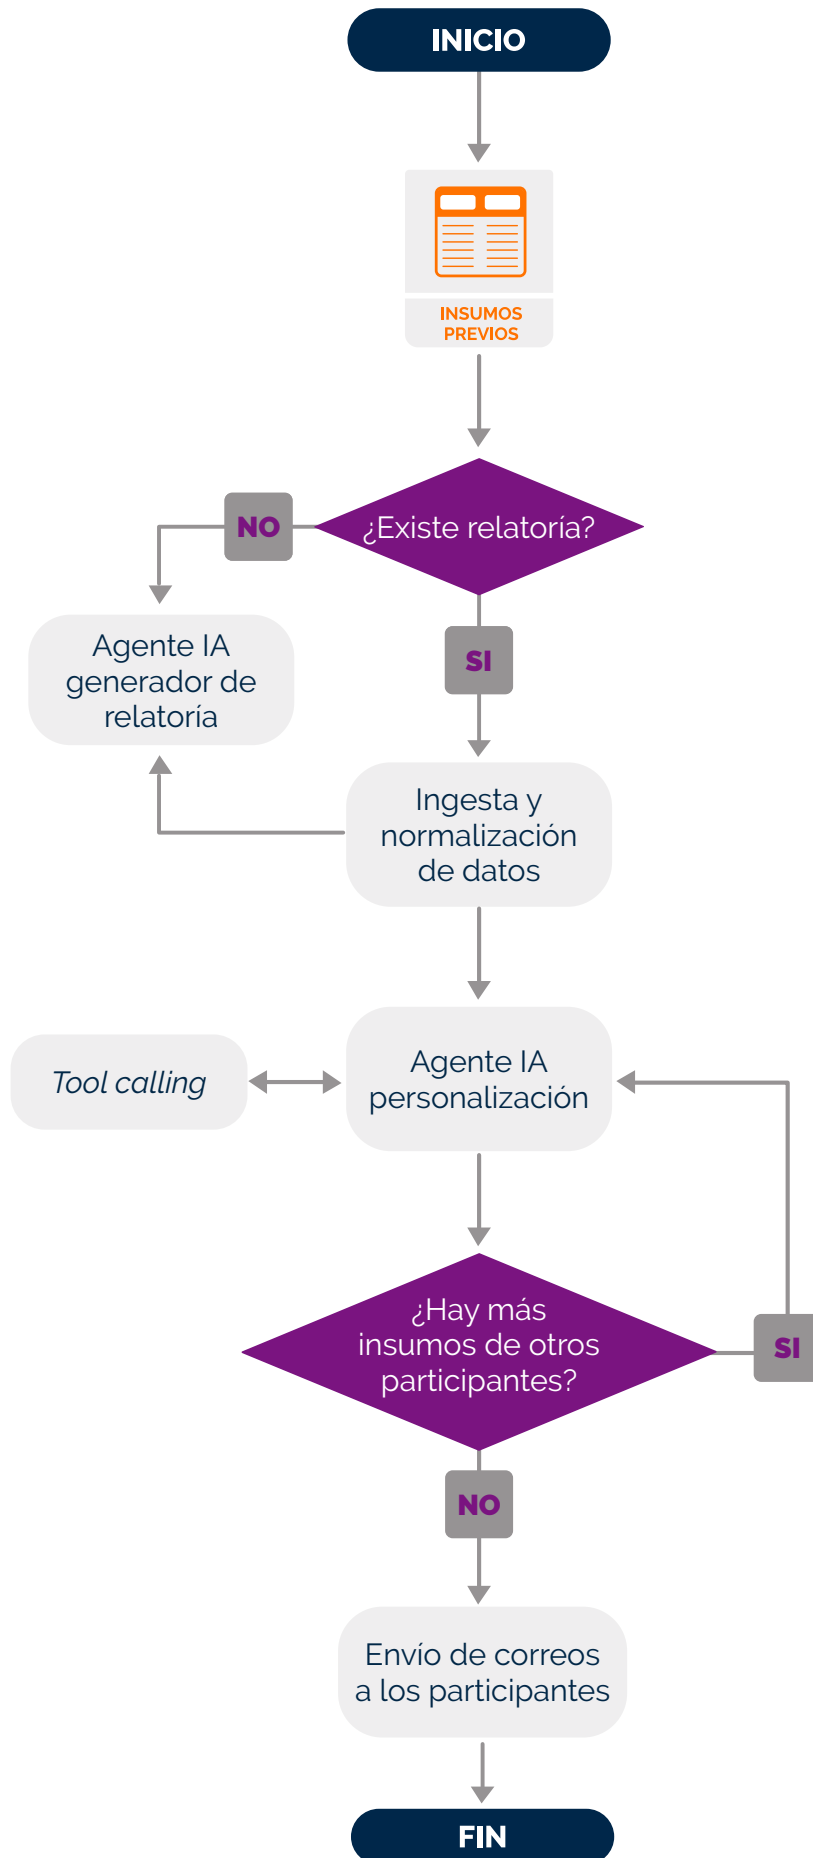 INICIO
INSUMOS
PREVIOS
¿Existe relatoría?
NO
SI
Agente IA
generador de
relatoría
Ingesta y
normalización
de datos
Tool calling
Agente IA
personalización
¿Hay más
insumos de otros
participantes?
SI
NO
Envío de correos
a los participantes
FIN